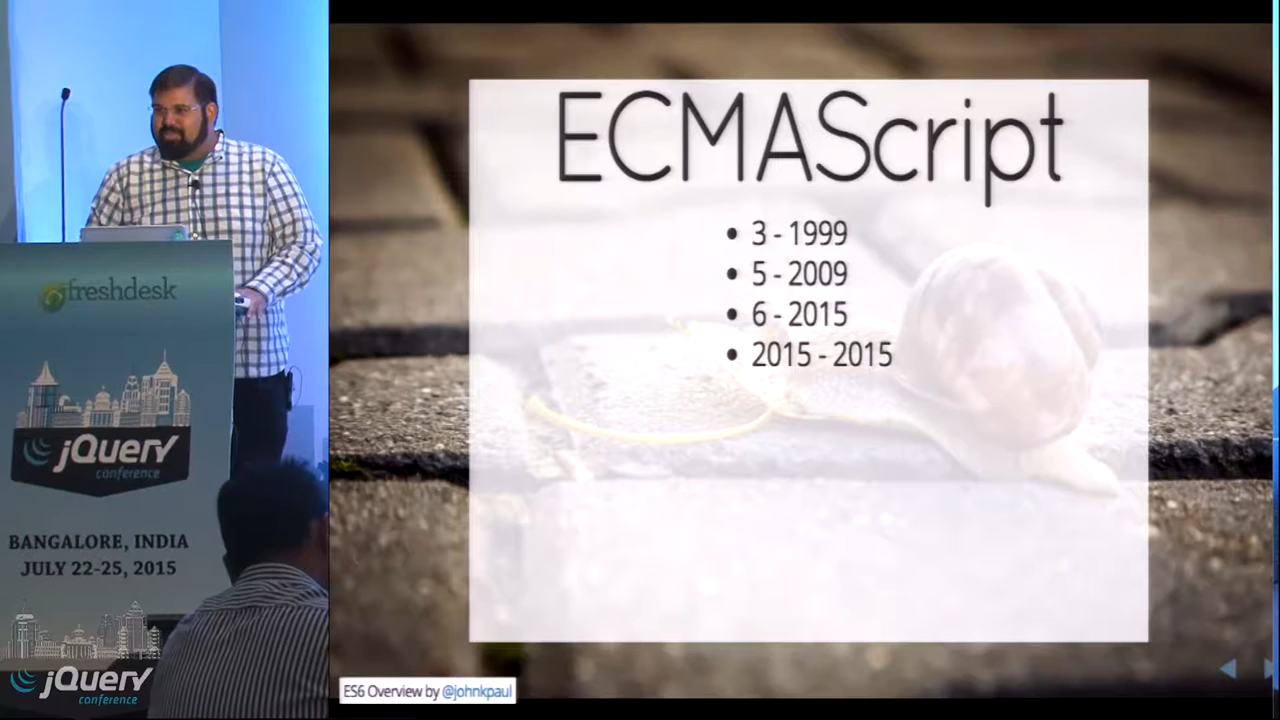 freshdesk
jQuery
conference
BANGALORE, INDIA
JULY 22-25, 2015
jQuery
conference
ECMAScript
• 3 - 1999
• 5 - 2009
• 6 - 2015
• 2015 - 2015
ES6 Overview by @johnkpaul